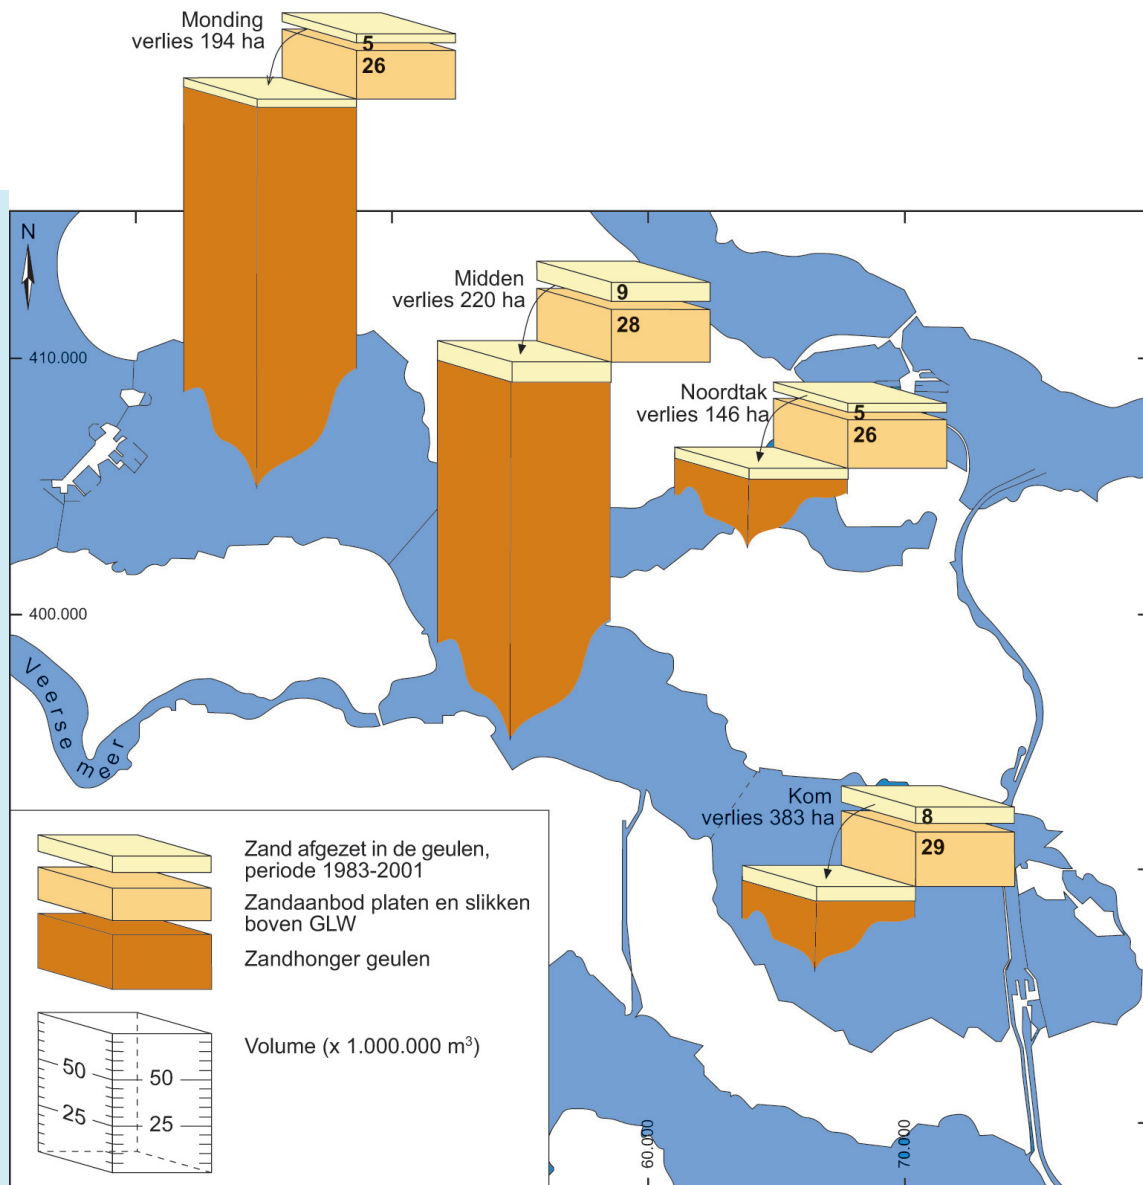 Monding
verlies 194 ha
5
26
N
Midden
verlies 220 ha
9
28
410.000
Noordtak
verlies 146 ha
5
26
400.000
Veerse meer
Kom
verlies 383 ha
8
29
Zand afgezet in de geulen,
periode 1983-2001
Zandaanbod platen en slikken
boven GLW
Zandhonger geulen
Volume (x 1.000.000 m³)
50
50
25
25
60.000
70.000